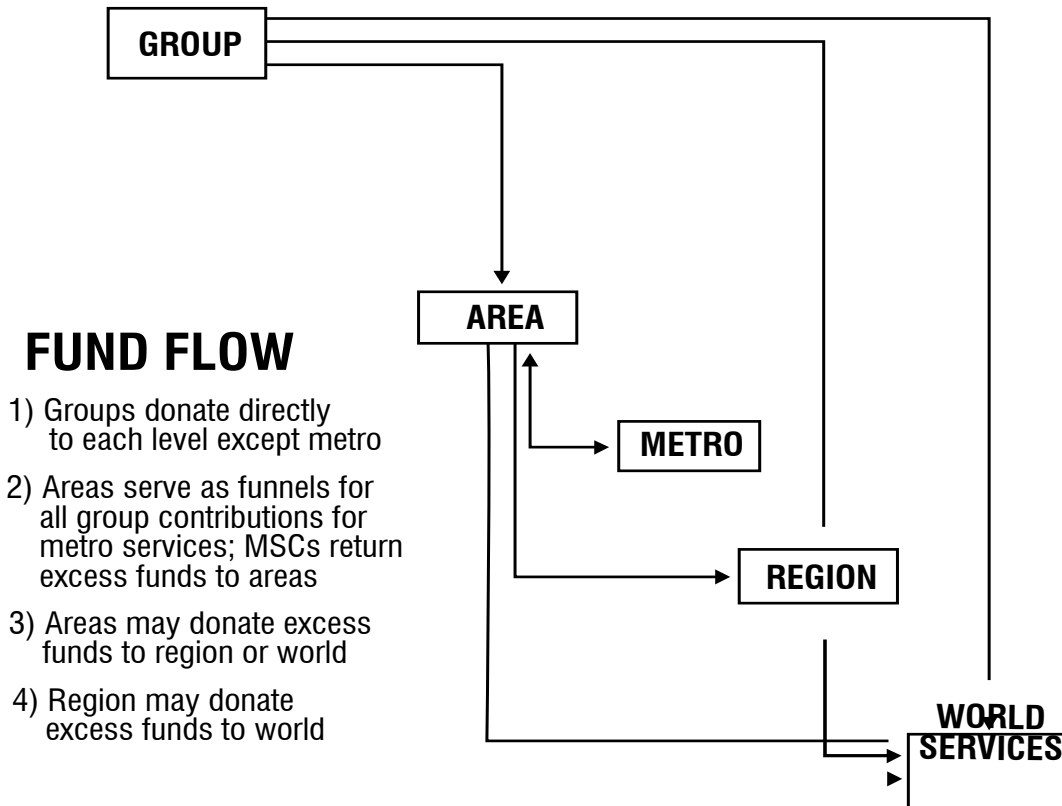 GROUP
AREA
FUND FLOW
1) Groups donate directly
to each level except metro
METRO
2) Areas serve as funnels for
all group contributions for
metro services; MSCs return
excess funds to areas
REGION
3) Areas may donate excess
funds to region or world
4) Region may donate
excess funds to world
WORLD
SERVICES